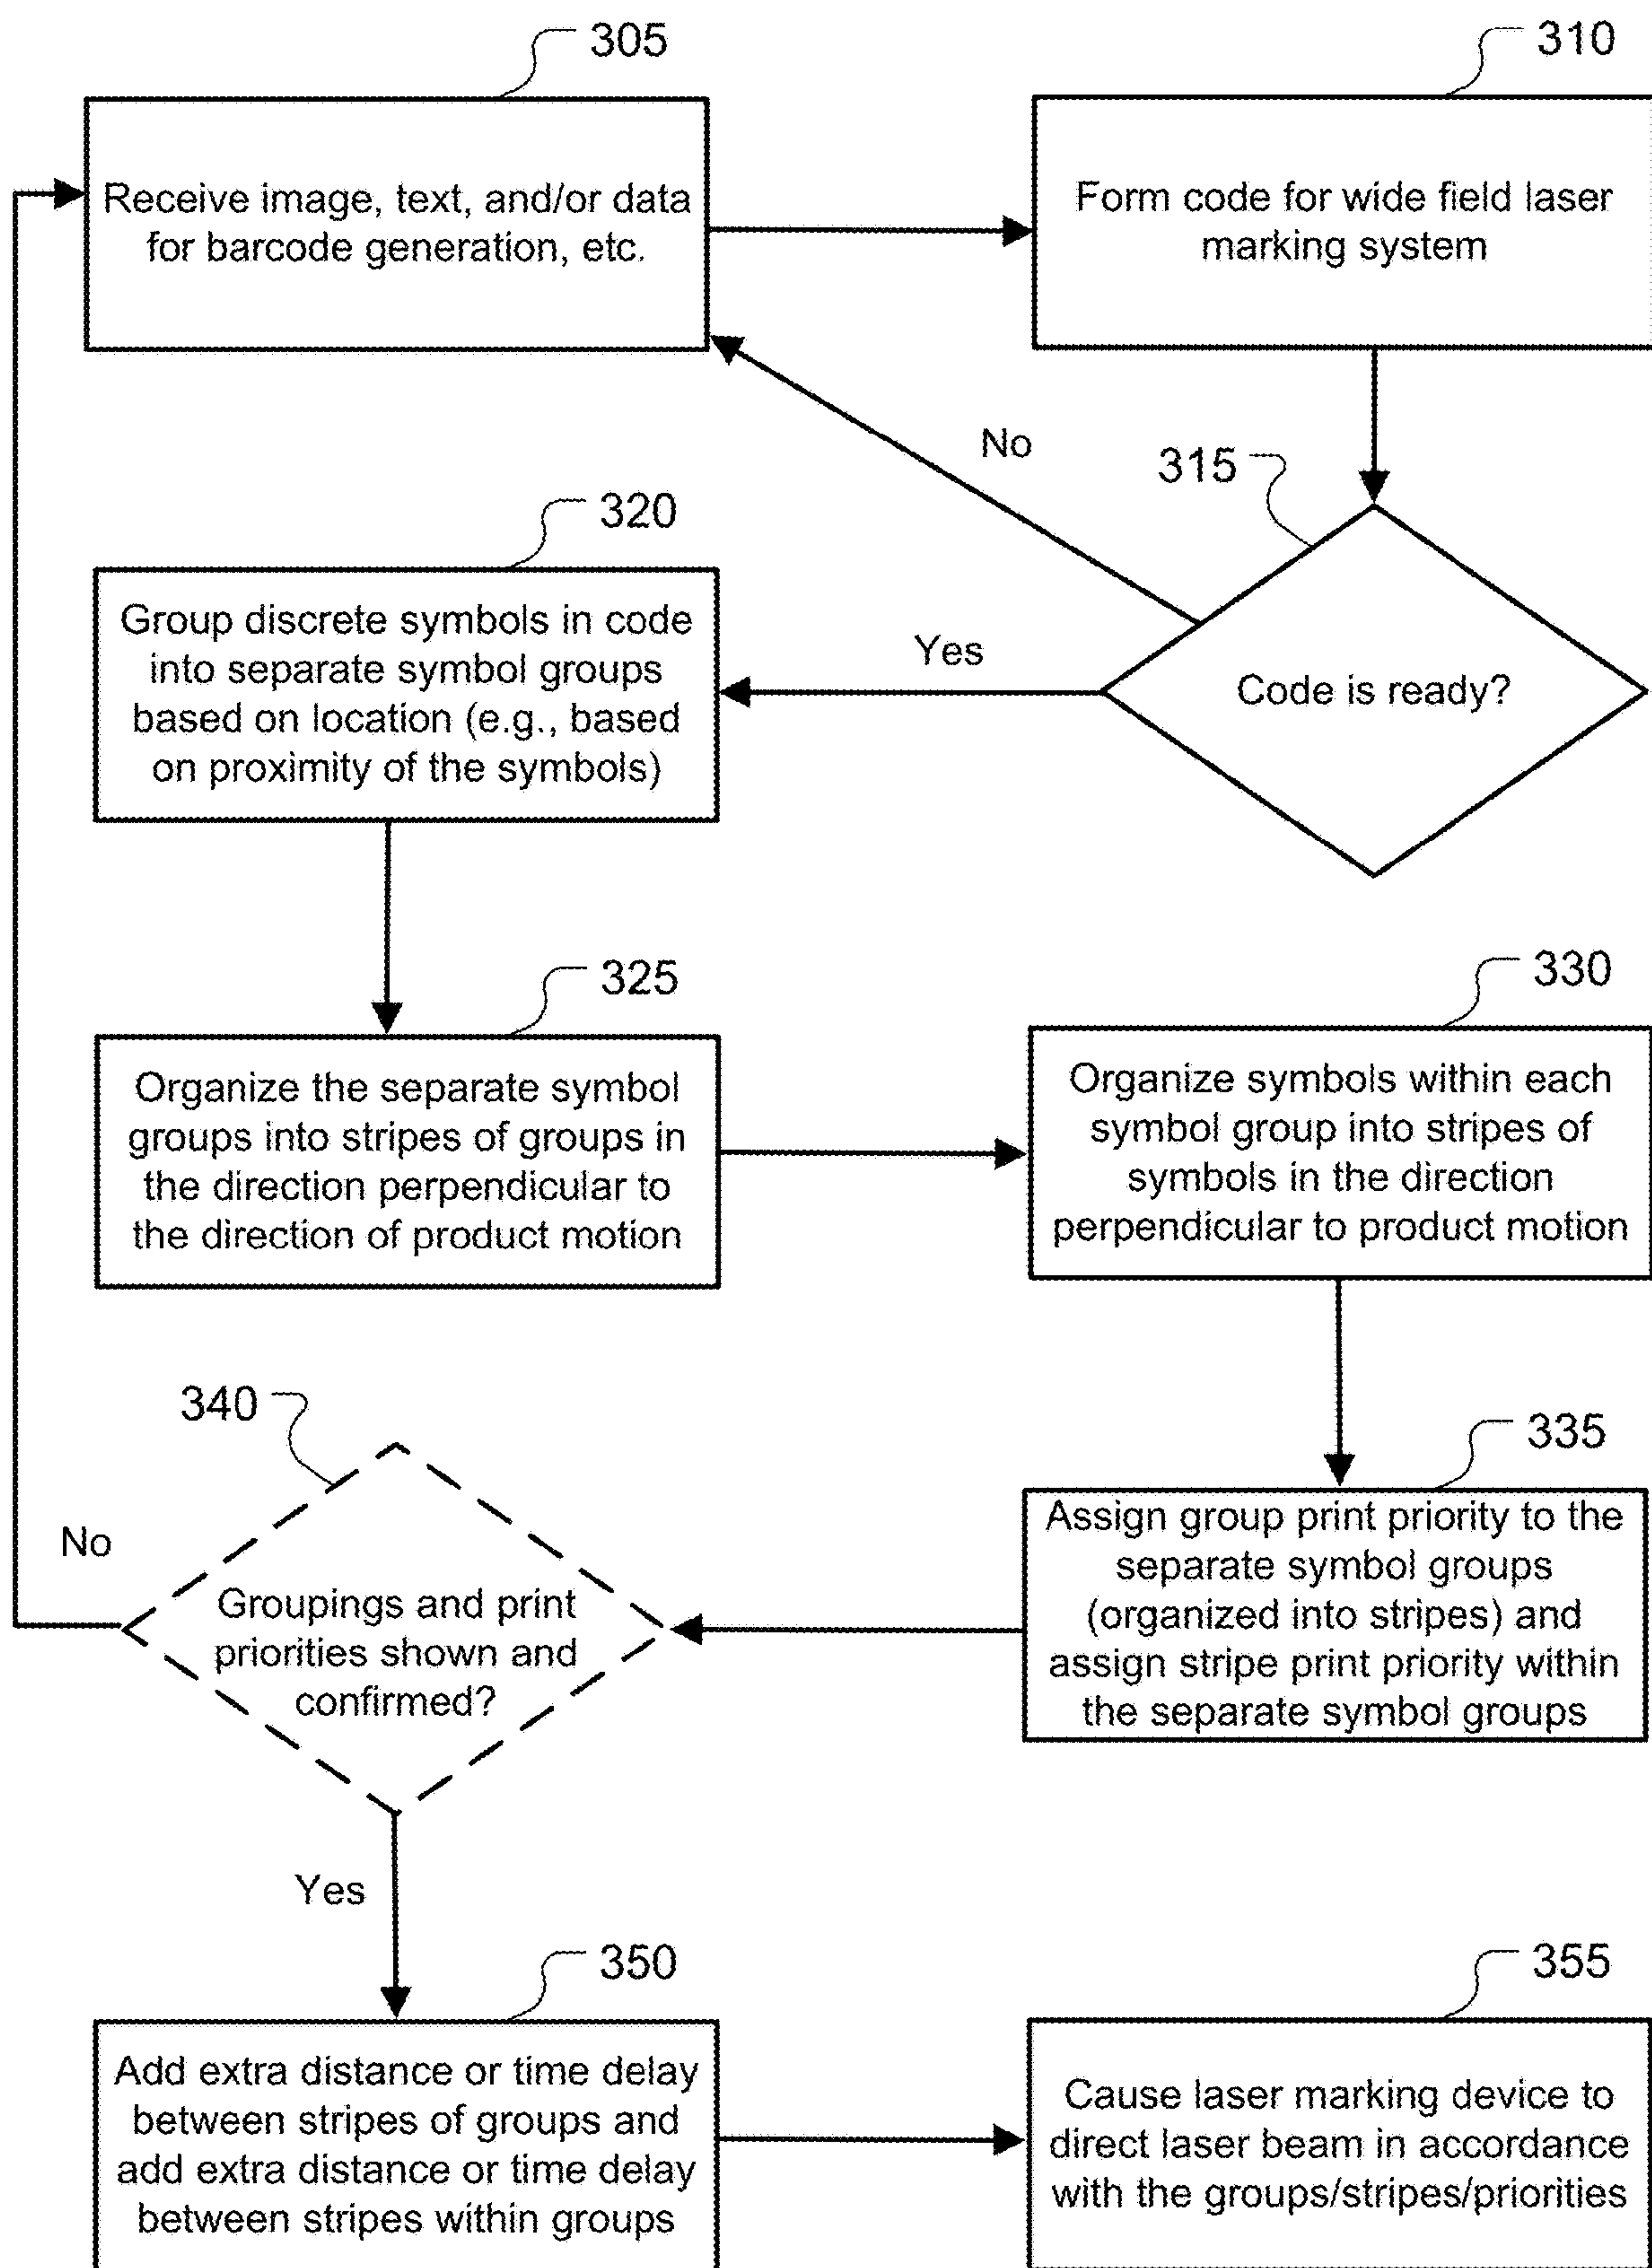 305
Receive image, text, and/or data
for barcode generation, etc.
310
Form code for wide field laser
marking system
No
315
Code is ready?
Yes
320
Group discrete symbols in code
into separate symbol groups
based on location (e.g., based
on proximity of the symbols)
325
Organize the separate symbol
groups into stripes of groups in
the direction perpendicular to
the direction of product motion
330
Organize symbols within each
symbol group into stripes of
symbols in the direction
perpendicular to product motion
335
Assign group print priority to the
separate symbol groups
(organized into stripes) and
assign stripe print priority within
the separate symbol groups
340
No
Groupings and print
priorities shown and
confirmed?
Yes
350
Add extra distance or time delay
between stripes of groups and
add extra distance or time delay
between stripes within groups
355
Cause laser marking device to
direct laser beam in accordance
with the groups/stripes/priorities